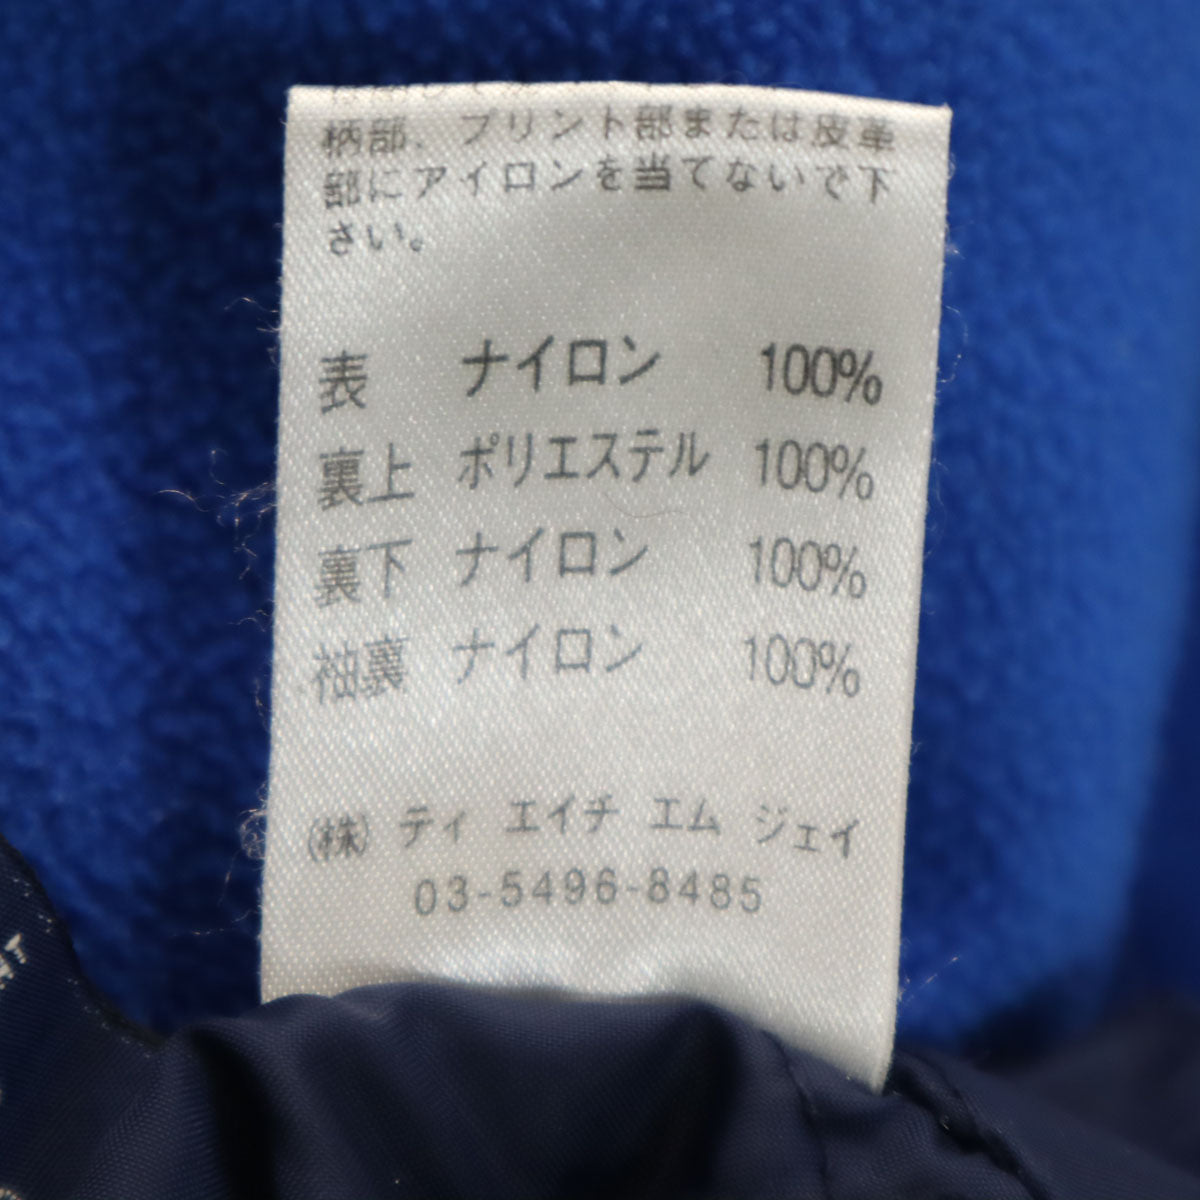 柄部、プリント部または皮革
部にアイロンを当てないで下
さい。
表 ナイロン 100%
裏上 ポリエステル 100%
裏下 ナイロン 100%
袖裏 ナイロン 100%
(株) ティ エイチ エム ジェイ
03-5496-8485